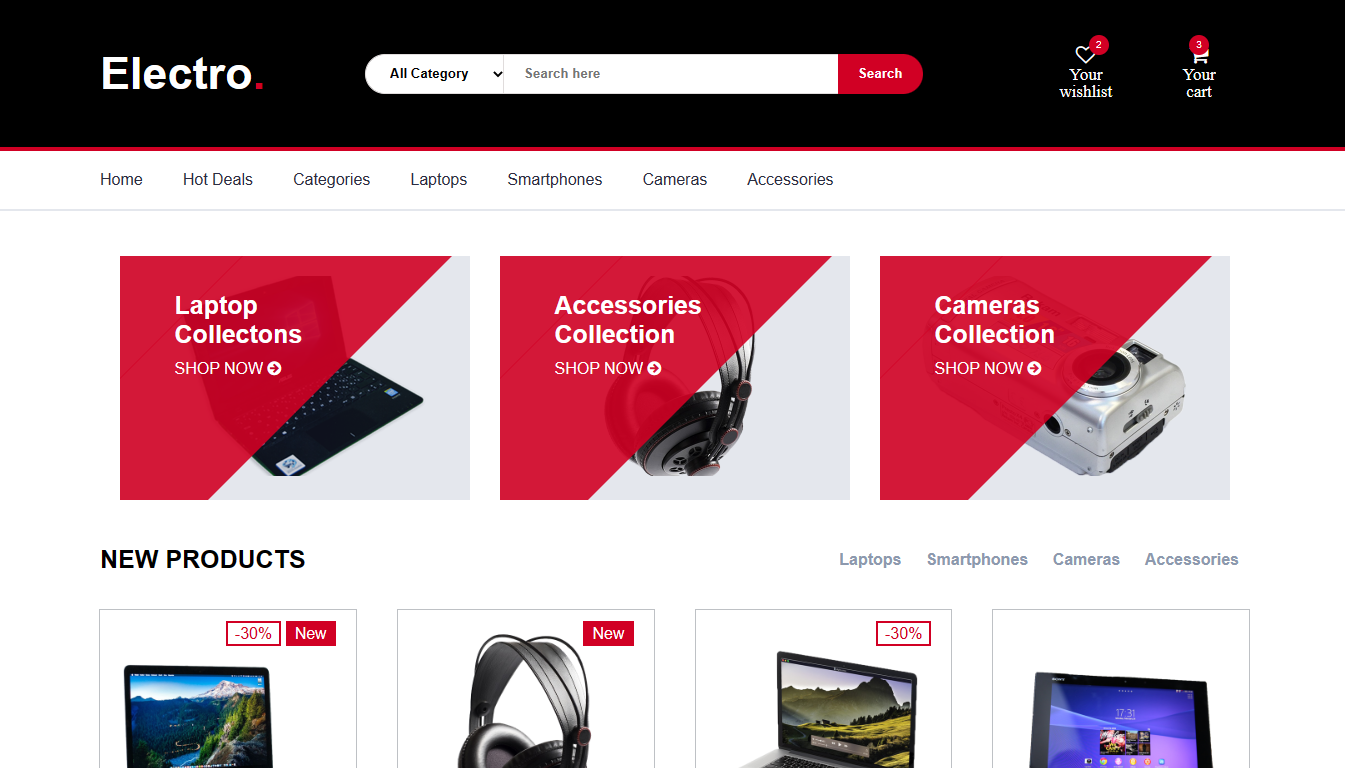 Electro.
All Category
Search here
Search
2
Your
wishlist
3
Your
cart
Home
Hot Deals
Categories
Laptops
Smartphones
Cameras
Accessories
Laptop
Collectons
SHOP NOW
Accessories
Collection
SHOP NOW
Cameras
Collection
SHOP NOW
NEW PRODUCTS
Laptops
Smartphones
Cameras
Accessories
-30%
New
New
-30%
SONY
17:31